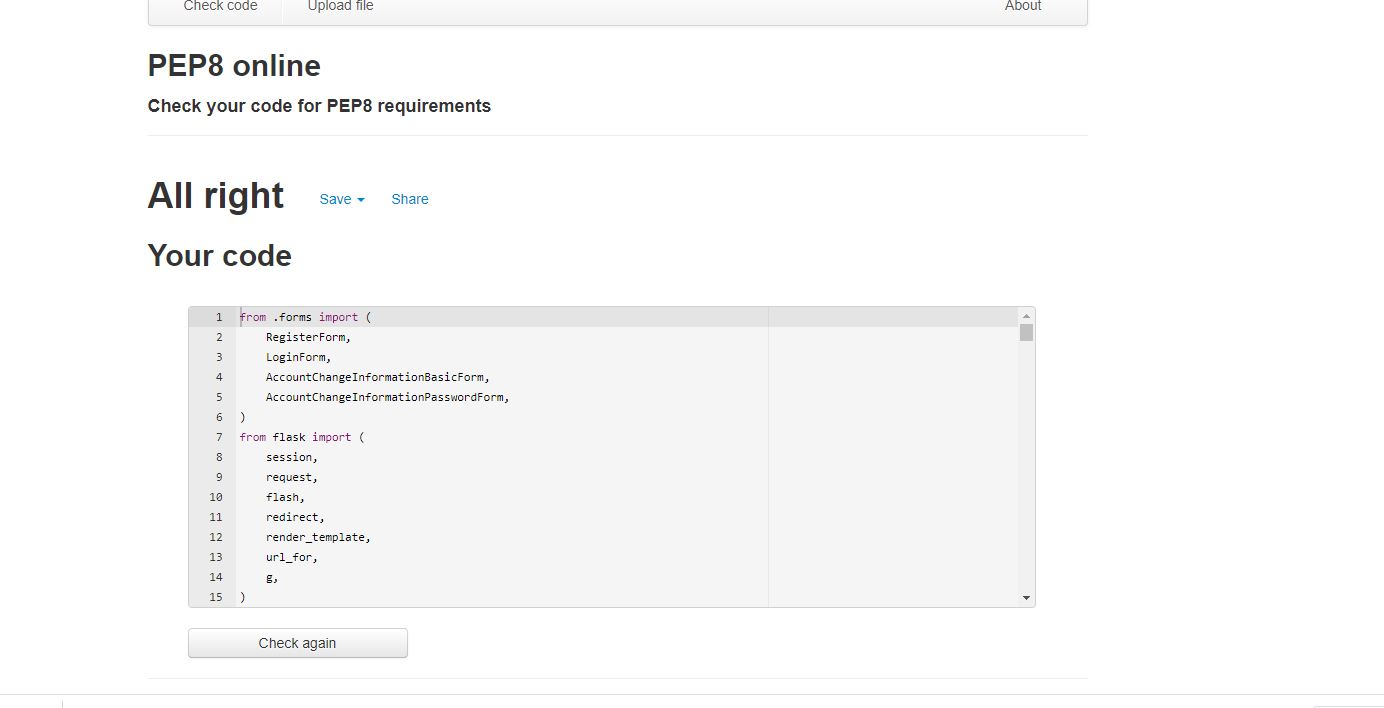 Check code Upload file About
PEP8 online
Check your code for PEP8 requirements
All right Save Share
Your code
1 from .forms import (
2 RegisterForm,
3 LoginForm,
4 AccountChangeInformationBasicForm,
5 AccountChangeInformationPasswordForm,
6 )
7 from flask import (
8 session,
9 request,
10 flash,
11 redirect,
12 render_template,
13 url_for,
14 g,
15 )
Check again